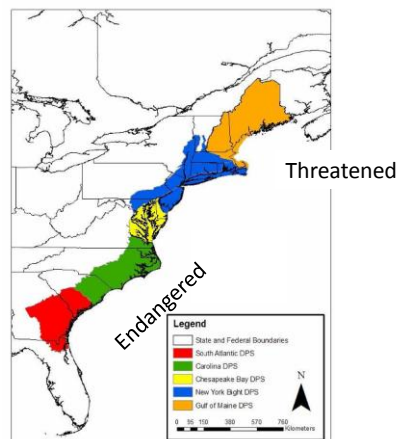 Threatened
Endangered
Legend
State and Federal Boundaries
South Atlantic DPS
Carolina DPS
Chesapeake Bay DPS
New York Bight DPS
Gulf of Maine DPS
N
0 95 190 380 570 760
Kilometers